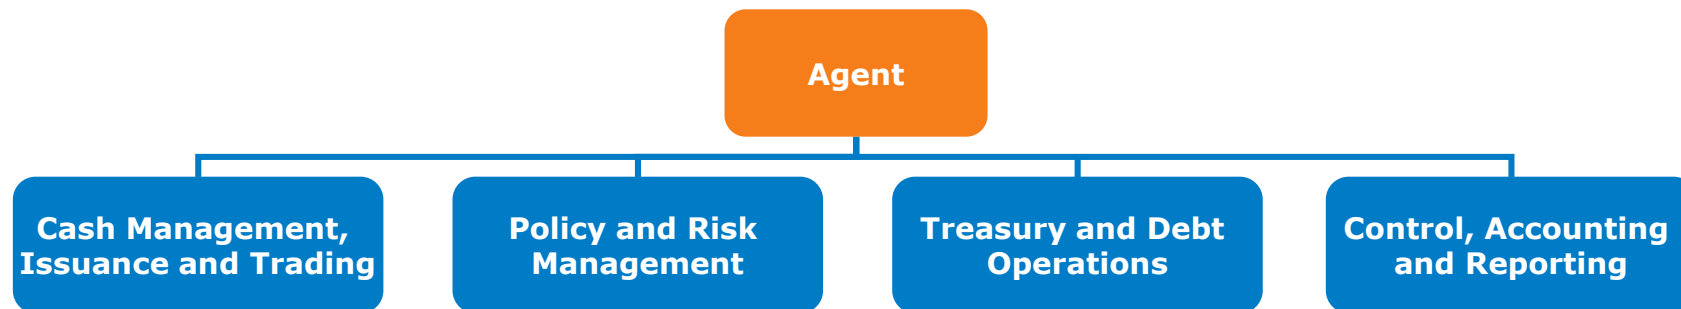 Agent
Cash Management,
Issuance and Trading
Policy and Risk
Management
Treasury and Debt
Operations
Control, Accounting
and Reporting